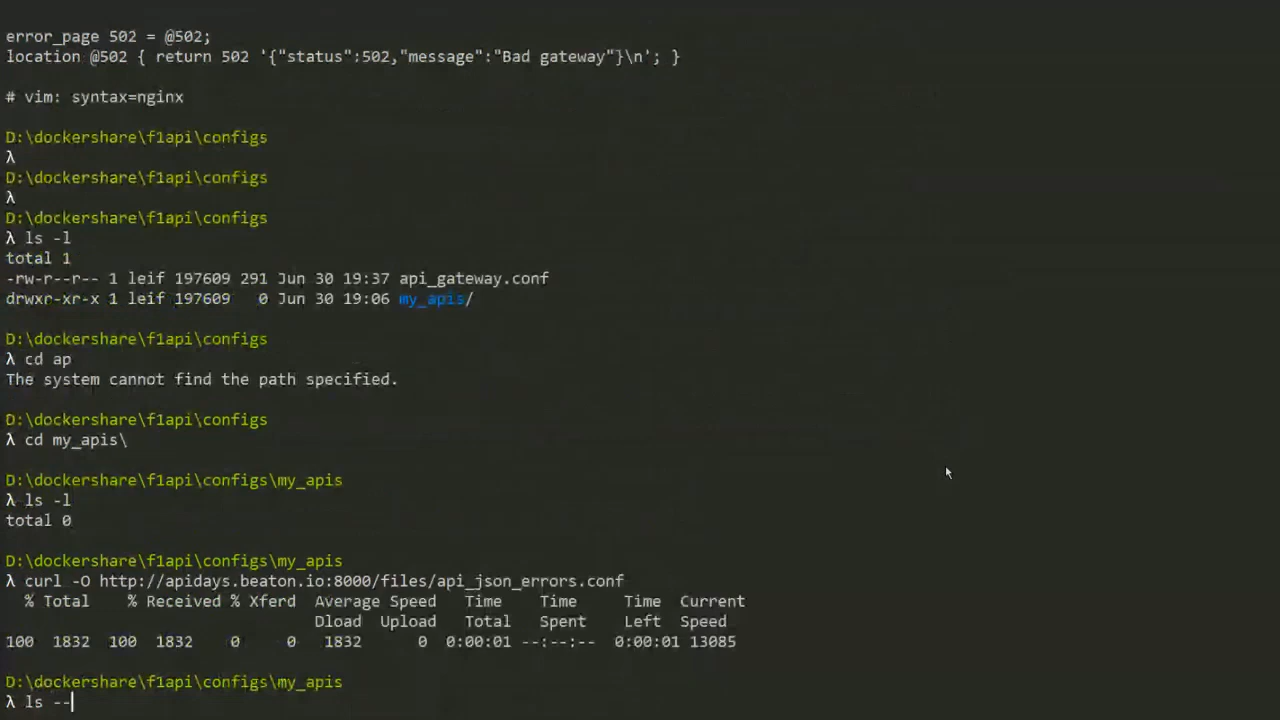 error_page 502 = @502;
location @502 { return 502 '{"status":502,"message":"Bad gateway"}\n'; }
# vim: syntax=nginx
D:\dockershare\f1api\configs
λ
D:\dockershare\f1api\configs
λ
D:\dockershare\f1api\configs
λ ls -l
total 1
-rw-r--r-- 1 leif 197609 291 Jun 30 19:37 api_gateway.conf
drwxr-xr-x 1 leif 197609   0 Jun 30 19:06 my_apis/
D:\dockershare\f1api\configs
λ cd ap
The system cannot find the path specified.
D:\dockershare\f1api\configs
λ cd my_apis\
D:\dockershare\f1api\configs\my_apis
λ ls -l
total 0
D:\dockershare\f1api\configs\my_apis
λ curl -O http://apidays.beaton.io:8000/files/api_json_errors.conf
  % Total    % Received % Xferd  Average Speed   Time    Time     Time  Current
                                 Dload  Upload   Total   Spent    Left  Speed
100  1832  100  1832    0     0   1832      0  0:00:01 --:--:--  0:00:01 13085
D:\dockershare\f1api\configs\my_apis
λ ls --